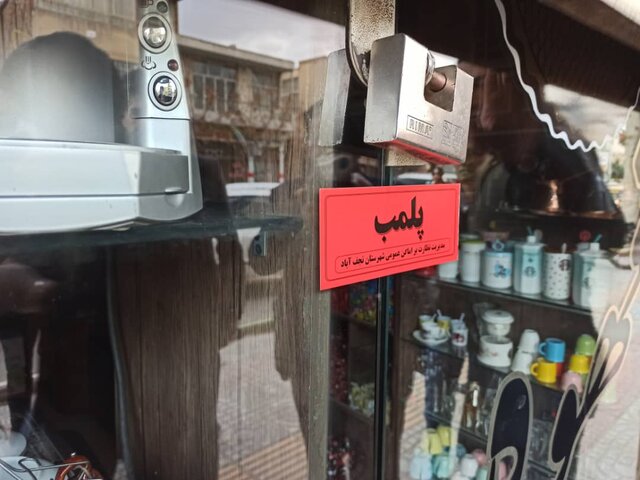 پلمب
مدیریت نظارت بر اماکن عمومی شهرستان نجف آباد